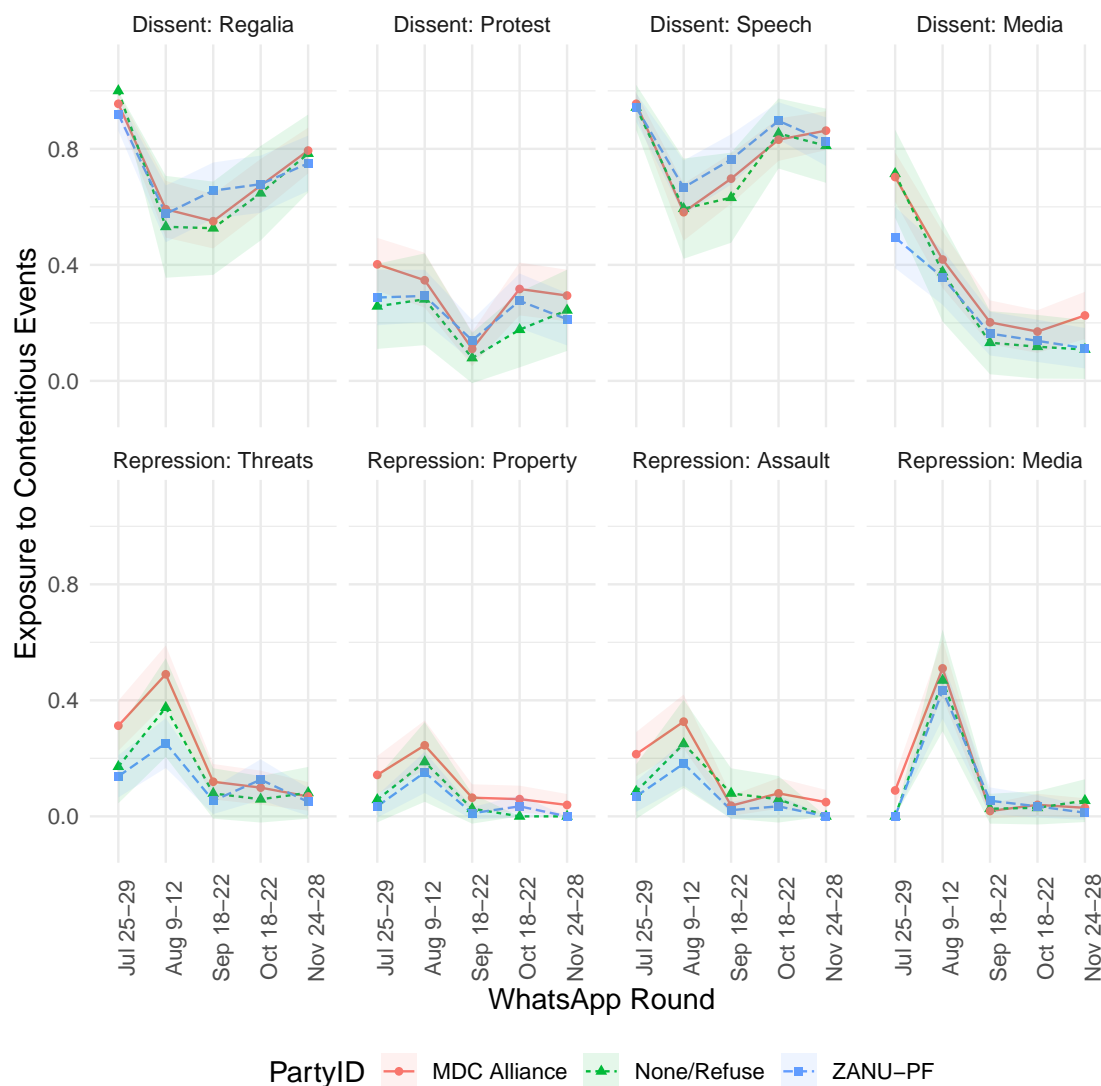 Dissent: Regalia Dissent: Protest Dissent: Speech Dissent: Media
0.8
0.4
0.0
Exposure to Contentious Events
Repression: Threats Repression: Property Repression: Assault Repression: Media
0.8
0.4
0.0
Jul 25−29 Aug 9−12 Sep 18−22 Oct 18−22 Nov 24−28 Jul 25−29 Aug 9−12 Sep 18−22 Oct 18−22 Nov 24−28 Jul 25−29 Aug 9−12 Sep 18−22 Oct 18−22 Nov 24−28 Jul 25−29 Aug 9−12 Sep 18−22 Oct 18−22 Nov 24−28
WhatsApp Round
PartyID MDC Alliance None/Refuse ZANU−PF